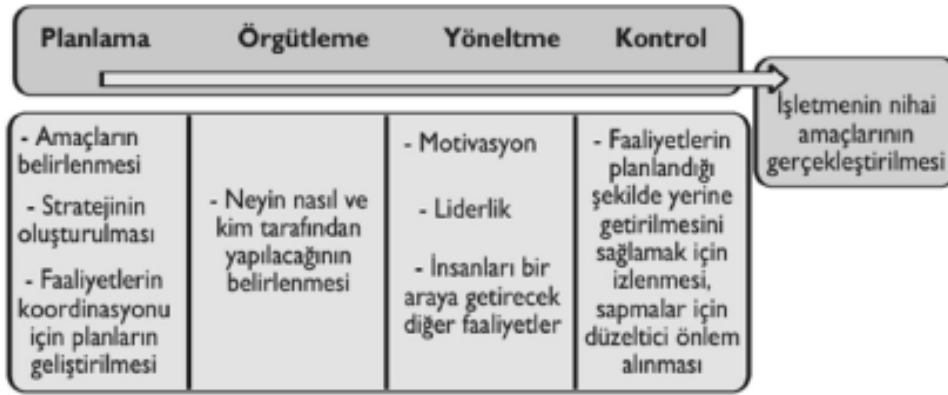 Planlama Örgütleme Yöneltme Kontrol
- Amaçların
belirlenmesi
- Stratejinin
oluşturulması
- Faaliyetlerin
koordinasyonu
için planların
geliştirilmesi
- Neyin nasıl ve
kim tarafından
yapılacağının
belirlenmesi
- Motivasyon
- Liderlik
- İnsanları bir
araya getirecek
diğer faaliyetler
- Faaliyetlerin
planlandığı
şekilde yerine
getirilmesini
sağlamak için
izlenmesi,
sapmalar için
düzeltici önlem
alınması
İşletmenin nihai
amaçlarının
gerçekleştirilmesi